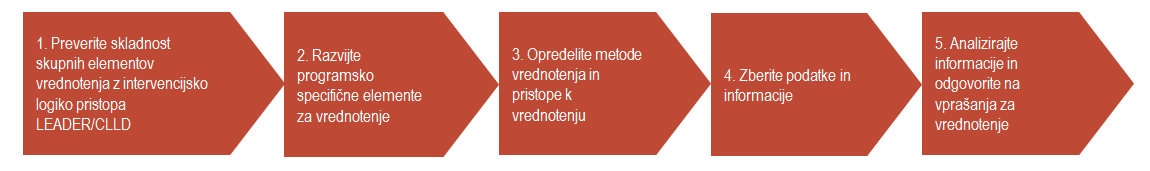 1. Preverite skladnost
skupnih elementov
vrednotenja z intervencijsko
logiko pristopa
LEADER/CLLD
2. Razvijte
programsko
specifične elemente
za vrednotenje
3. Opredelite metode
vrednotenja in
pristope k
vrednotenju
4. Zberite podatke in
informacije
5. Analizirajte
informacije in
odgovorite na
vprašanja za
vrednotenje